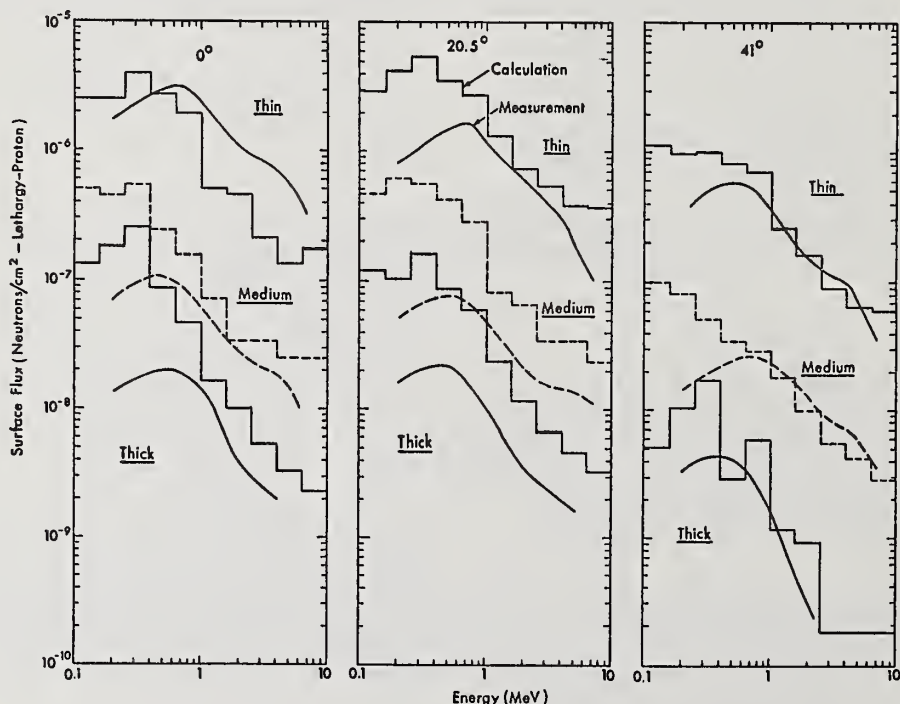 Surface Flux (Neutrons/cm² – Lethargy-Proton)
10⁻⁵
10⁻⁶
10⁻⁷
10⁻⁸
10⁻⁹
10⁻¹⁰
0°
Thin
Medium
Thick
0.1
1
10
20.5°
Calculation
Measurement
Thin
Medium
Thick
0.1
1
10
41°
Thin
Medium
Thick
0.1
1
10
Energy (MeV)